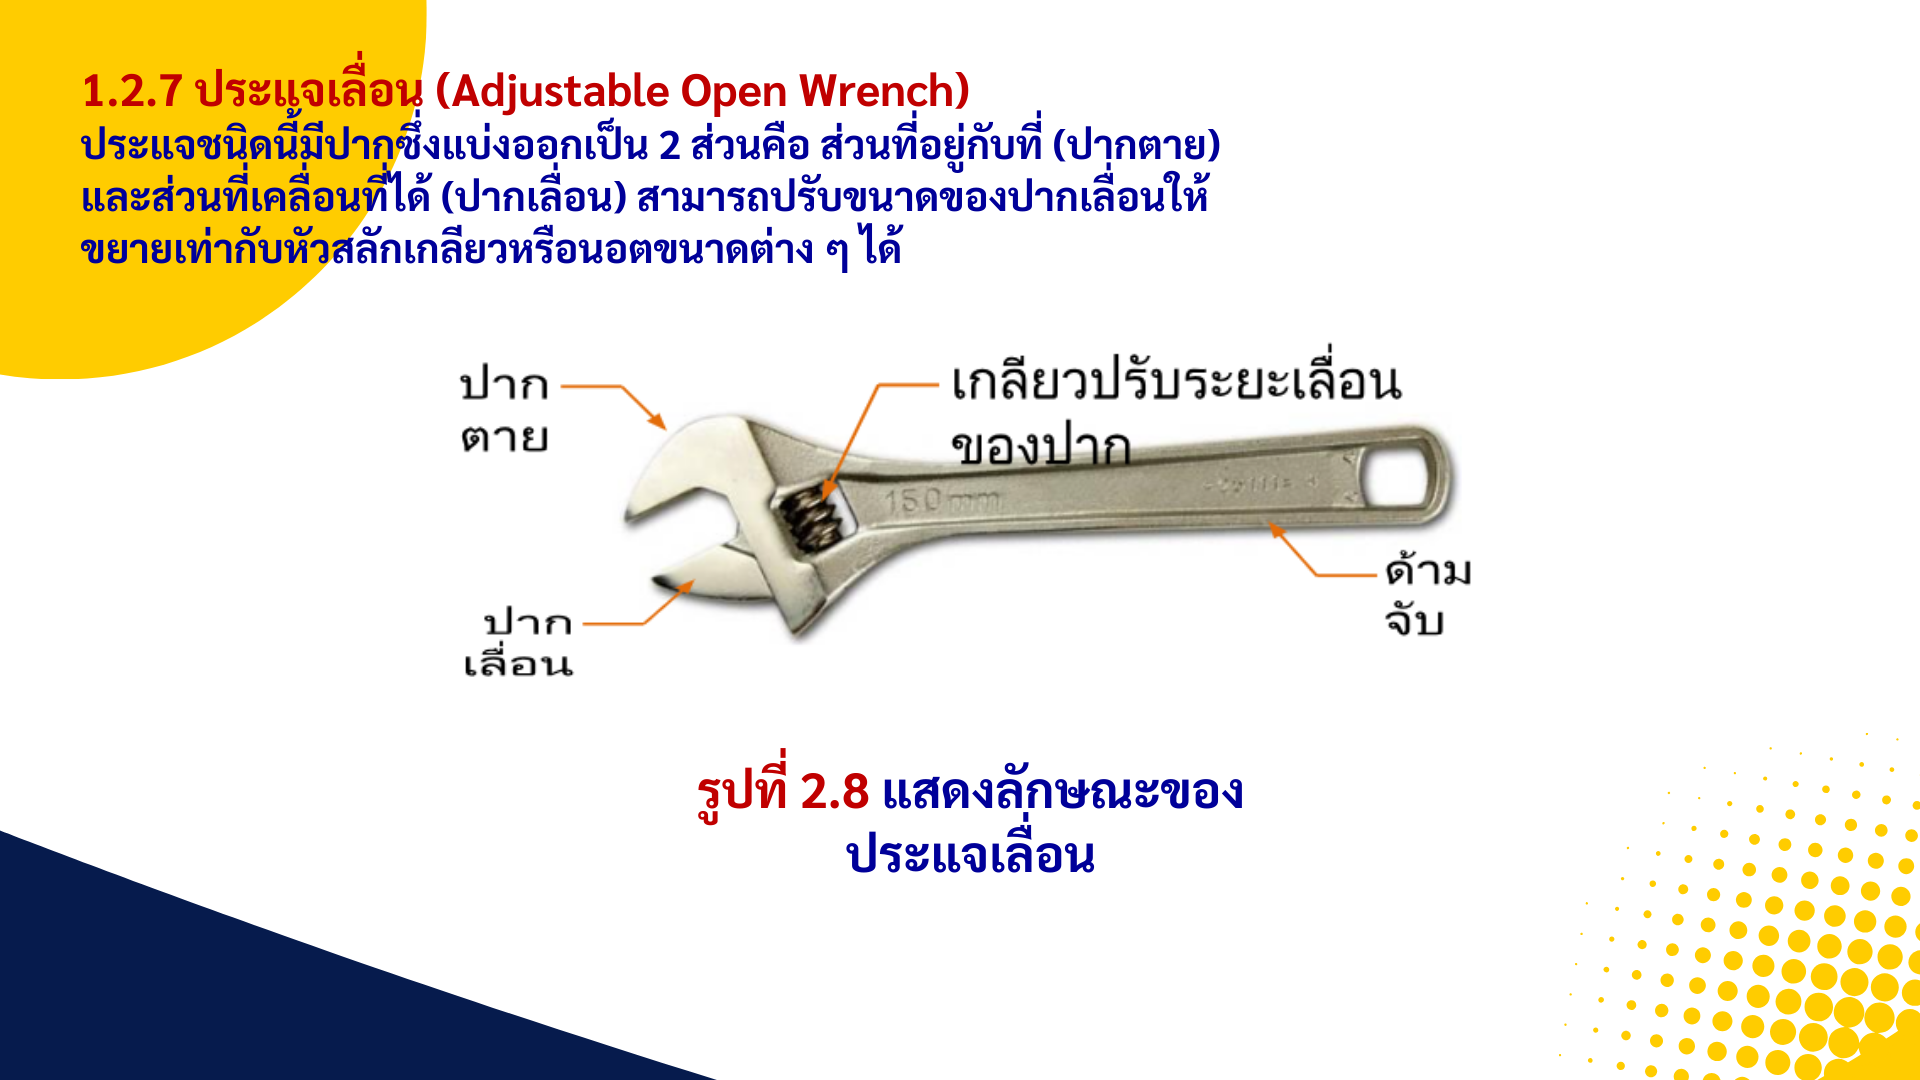 1.2.7 ประแจเลื่อน (Adjustable Open Wrench)
ประแจชนิดนี้มีปากซึ่งแบ่งออกเป็น 2 ส่วนคือ ส่วนที่อยู่กับที่ (ปากตาย)
และส่วนที่เคลื่อนที่ได้ (ปากเลื่อน) สามารถปรับขนาดของปากเลื่อนให้
ขยายเท่ากับหัวสลักเกลียวหรือนอตขนาดต่าง ๆ ได้
ปาก
ตาย
เกลียวปรับระยะเลื่อน
ของปาก
150mm
ด้าม
จับ
ปาก
เลื่อน
รูปที่ 2.8 แสดงลักษณะของ
ประแจเลื่อน